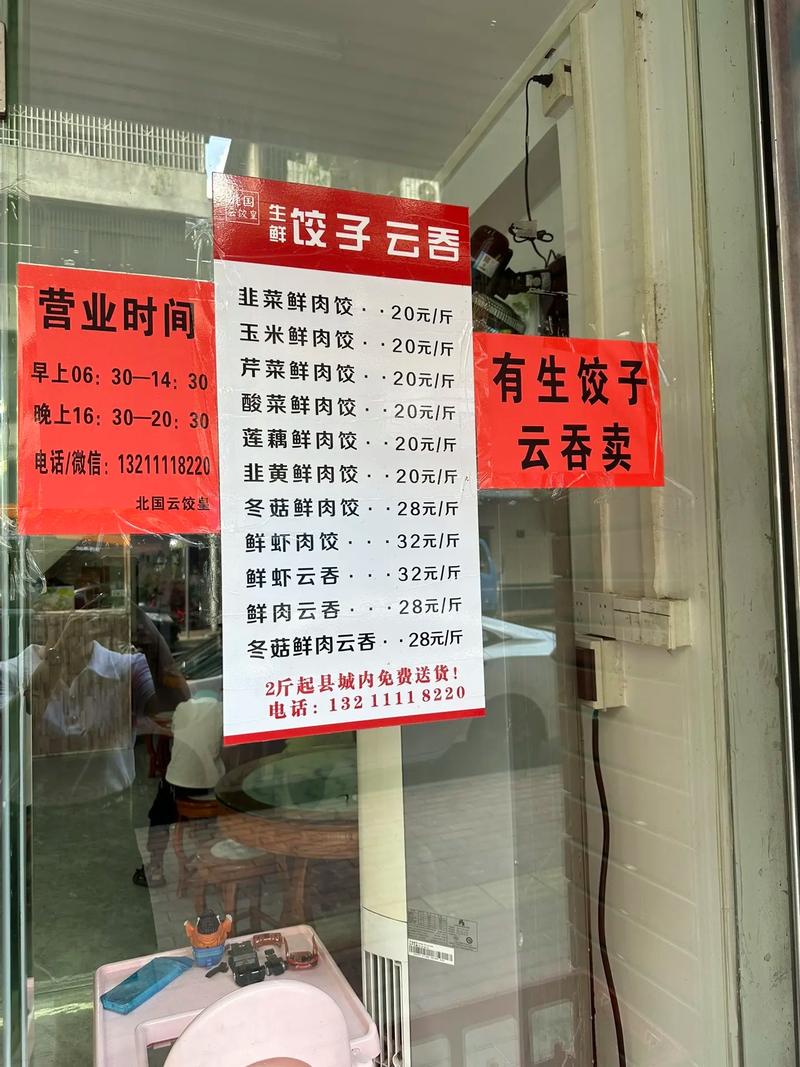 营业时间
早上06：30—14：30
晚上16：30—20：30
电话/微信：13211118220
北国云饺皇
北国
云饺皇
生鲜饺子 云吞
韭菜鲜肉饺··20元/斤
玉米鲜肉饺··20元/斤
芹菜鲜肉饺··20元/斤
酸菜鲜肉饺··20元/斤
莲藕鲜肉饺··20元/斤
韭黄鲜肉饺··20元/斤
冬菇鲜肉饺··28元/斤
鲜虾肉饺···32元/斤
鲜虾云吞···32元/斤
鲜肉云吞···28元/斤
冬菇鲜肉云吞··28元/斤
2斤起县城内免费送货！
电话：13211118220
有生饺子
云吞卖